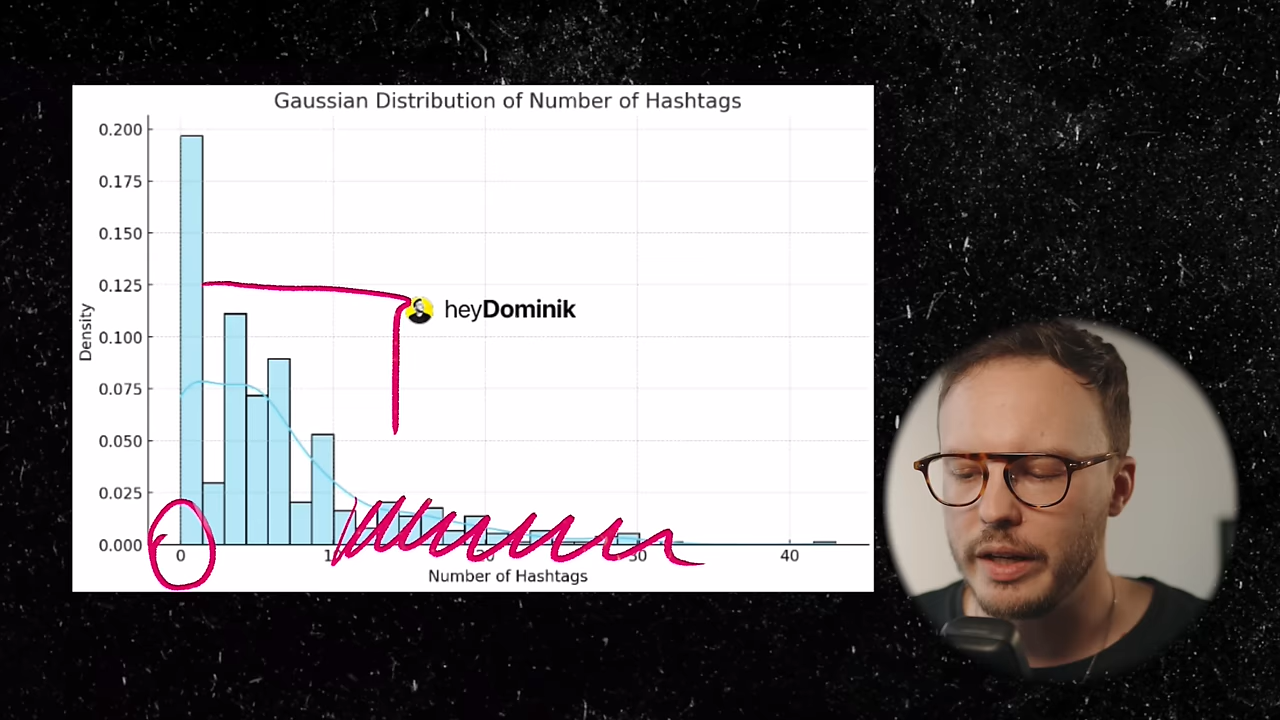 Gaussian Distribution of Number of Hashtags
0.200
0.175
0.150
0.125
heyDominik
0.100
Density
0.075
0.050
0.025
0.000
0 40
Number of Hashtags